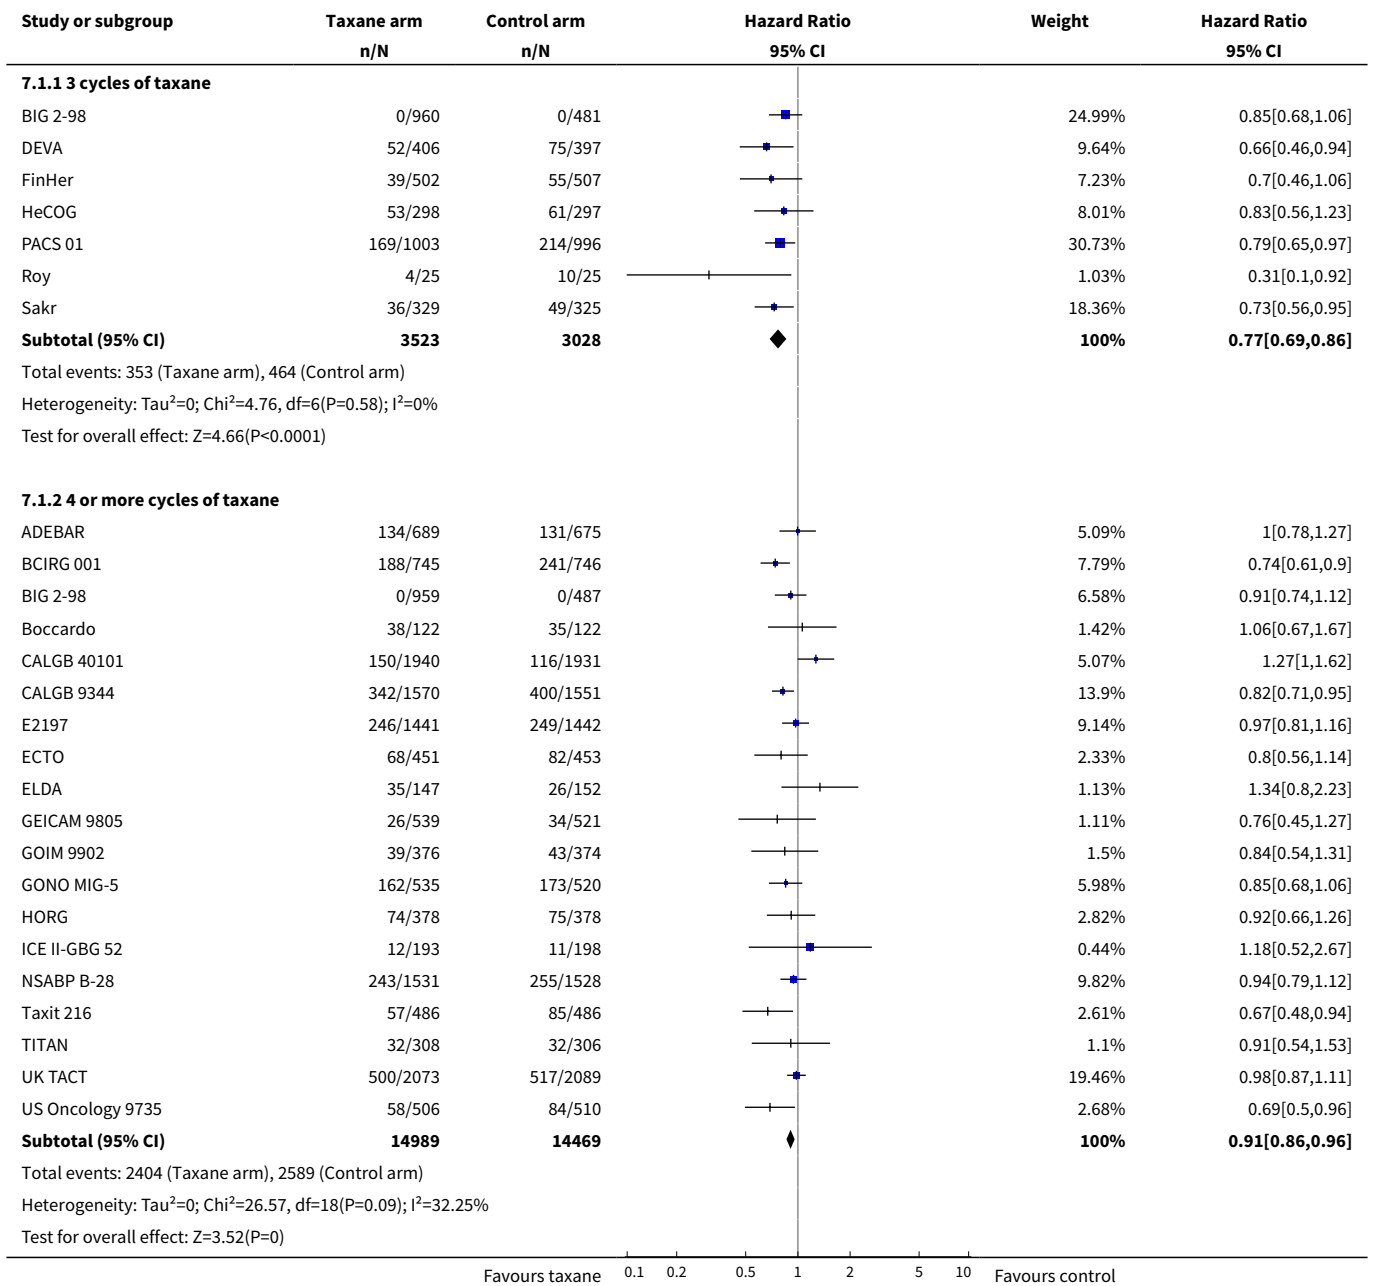 Study or subgroup Taxane arm Control arm Hazard Ratio Weight Hazard Ratio
n/N n/N 95% CI 95% CI
7.1.1 3 cycles of taxane
BIG 2-98 0/960 0/481 24.99% 0.85[0.68,1.06]
DEVA 52/406 75/397 9.64% 0.66[0.46,0.94]
FinHer 39/502 55/507 7.23% 0.7[0.46,1.06]
HeCOG 53/298 61/297 8.01% 0.83[0.56,1.23]
PACS 01 169/1003 214/996 30.73% 0.79[0.65,0.97]
Roy 4/25 10/25 1.03% 0.31[0.1,0.92]
Sakr 36/329 49/325 18.36% 0.73[0.56,0.95]
Subtotal (95% CI) 3523 3028 100% 0.77[0.69,0.86]
Total events: 353 (Taxane arm), 464 (Control arm)
Heterogeneity: Tau²=0; Chi²=4.76, df=6(P=0.58); I²=0%
Test for overall effect: Z=4.66(P<0.0001)
7.1.2 4 or more cycles of taxane
ADEBAR 134/689 131/675 5.09% 1[0.78,1.27]
BCIRG 001 188/745 241/746 7.79% 0.74[0.61,0.9]
BIG 2-98 0/959 0/487 6.58% 0.91[0.74,1.12]
Boccardo 38/122 35/122 1.42% 1.06[0.67,1.67]
CALGB 40101 150/1940 116/1931 5.07% 1.27[1,1.62]
CALGB 9344 342/1570 400/1551 13.9% 0.82[0.71,0.95]
E2197 246/1441 249/1442 9.14% 0.97[0.81,1.16]
ECTO 68/451 82/453 2.33% 0.8[0.56,1.14]
ELDA 35/147 26/152 1.13% 1.34[0.8,2.23]
GEICAM 9805 26/539 34/521 1.11% 0.76[0.45,1.27]
GOIM 9902 39/376 43/374 1.5% 0.84[0.54,1.31]
GONO MIG-5 162/535 173/520 5.98% 0.85[0.68,1.06]
HORG 74/378 75/378 2.82% 0.92[0.66,1.26]
ICE II-GBG 52 12/193 11/198 0.44% 1.18[0.52,2.67]
NSABP B-28 243/1531 255/1528 9.82% 0.94[0.79,1.12]
Taxit 216 57/486 85/486 2.61% 0.67[0.48,0.94]
TITAN 32/308 32/306 1.1% 0.91[0.54,1.53]
UK TACT 500/2073 517/2089 19.46% 0.98[0.87,1.11]
US Oncology 9735 58/506 84/510 2.68% 0.69[0.5,0.96]
Subtotal (95% CI) 14989 14469 100% 0.91[0.86,0.96]
Total events: 2404 (Taxane arm), 2589 (Control arm)
Heterogeneity: Tau²=0; Chi²=26.57, df=18(P=0.09); I²=32.25%
Test for overall effect: Z=3.52(P=0)
Favours taxane 0.1 0.2 0.5 1 2 5 10 Favours control